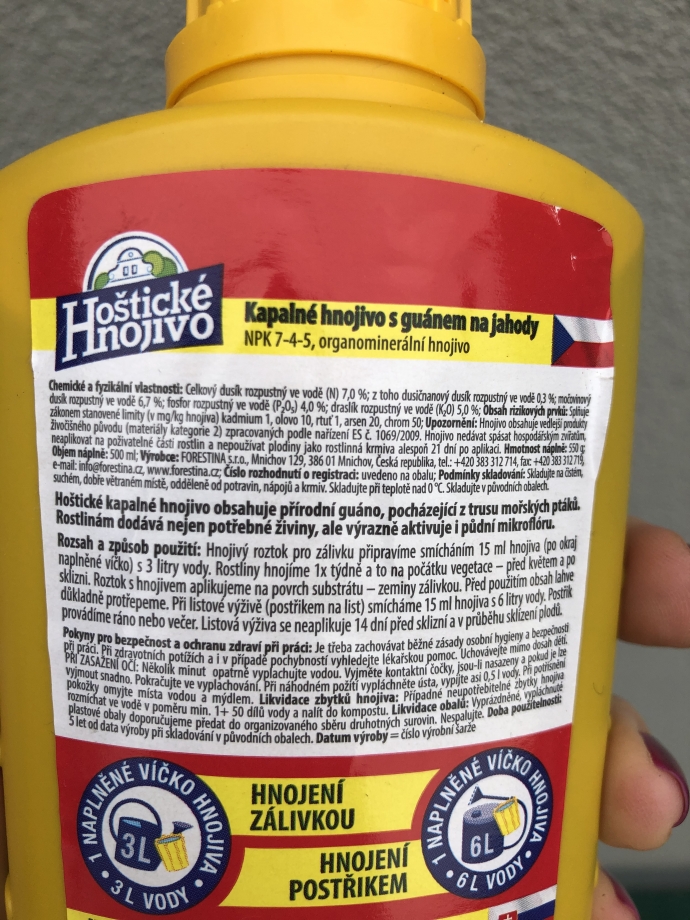 Hoštické
Hnojivo
Kapalné hnojivo s guánem na jahody
NPK 7-4-5, organominerální hnojivo
Chemické a fyzikální vlastnosti: Celkový dusík rozpustný ve vodě (N) 7,0 %; z toho dusičnanový dusík 0,3 %; močovinový
dusík rozpustný ve vodě 6,7 %; fosfor rozpustný ve vodě (P₂O₅) 4,0 %; draslík rozpustný ve vodě (K₂O) 5,0 %; Obsah rizikových prvků: Splňuje
zákonem stanovené limity (v mg/kg hnojiva) kadmium 1, olovo 10, rtuť 1, arsen 20, chrom 50; Upozornění: Hnojivo obsahuje vedlejší produkty
živočišného původu (materiály kategorie 2) zpracovaných podle nařízení ES č. 1069/2009. Hnojivo nedávat spásat hospodářským zvířatům,
neaplikovat na poživatelné části rostlin a nepoužívat plodiny jako rostlinná krmiva alespoň 21 dní po aplikaci. Hmotnost náplně: 550 g;
Objem náplně: 500 ml; Výrobce: FORESTINA s.r.o., Mnichov 129, 386 01 Mnichov, Česká republika, tel.: +420 383 312 714, fax: +420 383 312 719,
e-mail: info@forestina.cz, www.forestina.cz; Číslo rozhodnutí o registraci: uvedeno na obalu; Podmínky skladování: Skladujte na čistém,
suchém, dobře větraném místě, odděleně od potravin, nápojů a krmiv. Skladujte při teplotě nad 0 °C. Skladujte v původních obalech.
Hoštické kapalné hnojivo obsahuje přírodní guáno, pocházející z trusu mořských ptáků.
Rostlinám dodává nejen potřebné živiny, ale výrazně aktivuje i půdní mikroflóru.
Rozsah a způsob použití: Hnojivý roztok pro zálivku připravíme smícháním 15 ml hnojiva (po okraj
naplněné víčko) s 3 litry vody. Rostliny hnojíme 1x týdně a to na počátku vegetace – před květem a po
sklizni. Roztok s hnojivem aplikujeme na povrch substrátu – zeminy zálivkou. Před použitím obsah lahve
důkladně protřepeme. Při listové výživě (postřikem na list) smícháme 15 ml hnojiva s 6 litry vody. Postřik
provádíme ráno nebo večer. Listová výživa se neaplikuje 14 dní před sklizní a v průběhu sklízení plodů.
Pokyny pro bezpečnost a ochranu zdraví při práci: Je třeba zachovávat běžné zásady osobní hygieny a bezpečnosti
při práci. Při zdravotních potížích a i v případě pochybností vyhledejte lékařskou pomoc. Uchovávejte mimo dosah dětí.
PŘI ZASAŽENÍ OČÍ: Několik minut opatrně vyplachujte vodou. Vyjměte kontaktní čočky, jsou-li nasazeny a pokud je lze
vyjmout snadno. Pokračujte ve vyplachování. Při náhodném požití vypláchněte ústa, vypijte asi 0,5 l vody. Při potřísnění
pokožky omyjte místa vodou a mýdlem. Likvidace zbytků hnojiva: Případné neupotřebitelné zbytky hnojiva
rozmíchat ve vodě v poměru min. 1+ 50 dílů vody a nalít do kompostu. Likvidace obalů: Vyprázdněné, vypláchnuté
plastové obaly doporučujeme předat do organizovaného sběru druhotných surovin. Nespalujte. Doba použitelnosti:
5 let od data výroby při skladování v původních obalech. Datum výroby = číslo výrobní šarže
1 NAPLNĚNÉ VÍČKO HNOJIVA
3L
3 L VODY
HNOJENÍ
ZÁLIVKOU
HNOJENÍ
POSTŘIKEM
1 NAPLNĚNÉ VÍČKO HNOJIVA
6L
6 L VODY